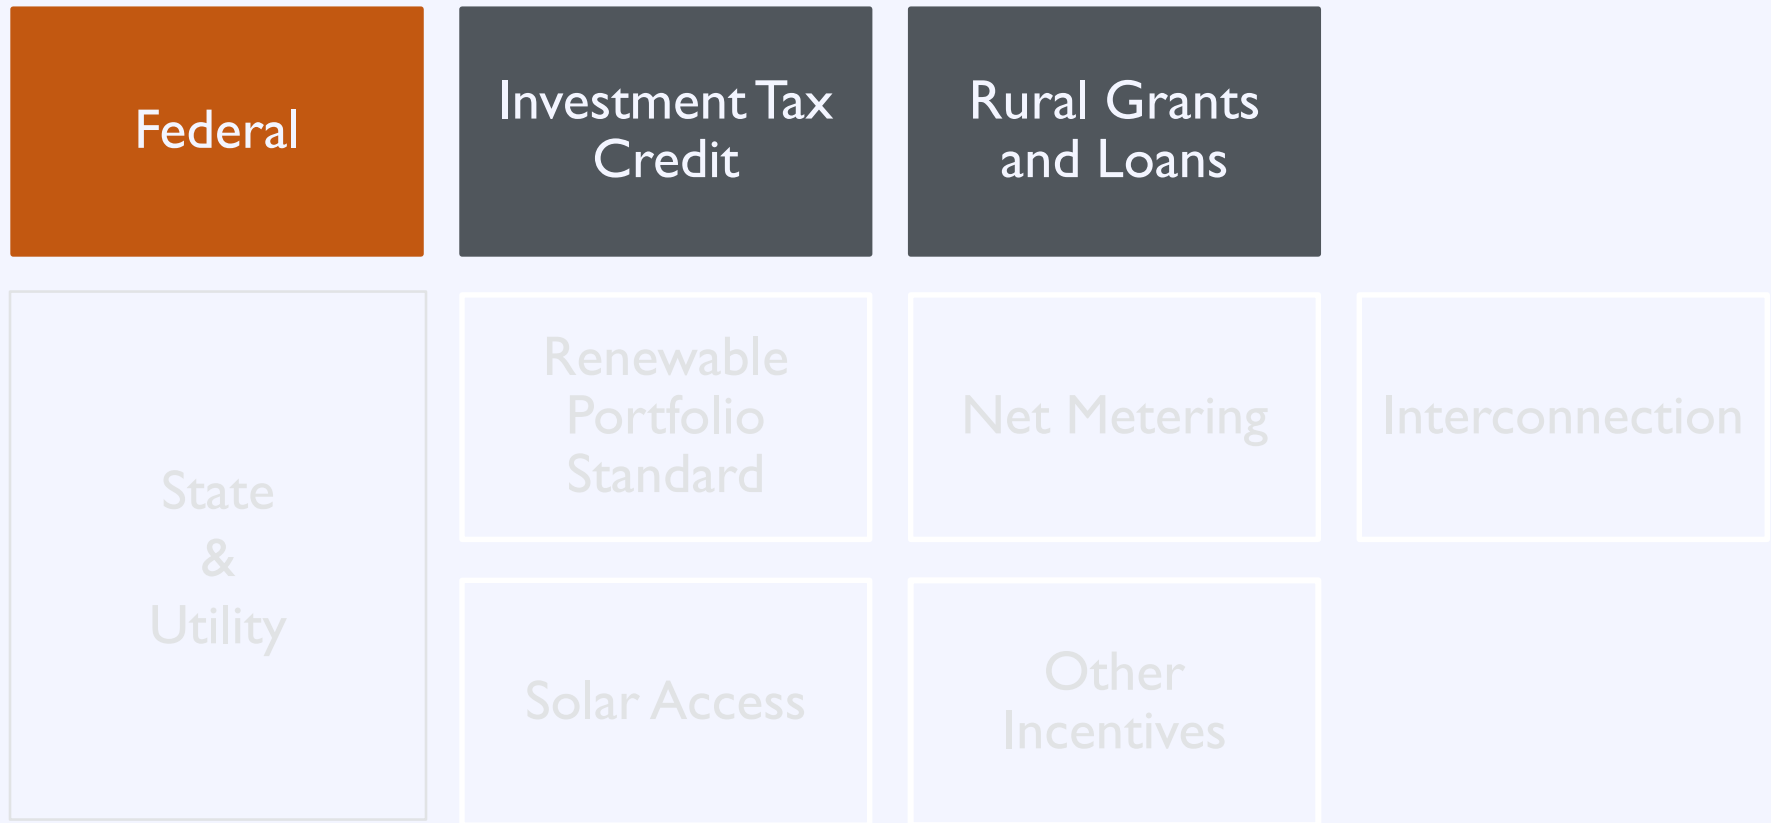 Federal
Investment Tax
Credit
Rural Grants
and Loans
State
&
Utility
Renewable
Portfolio
Standard
Net Metering
Interconnection
Solar Access
Other
Incentives